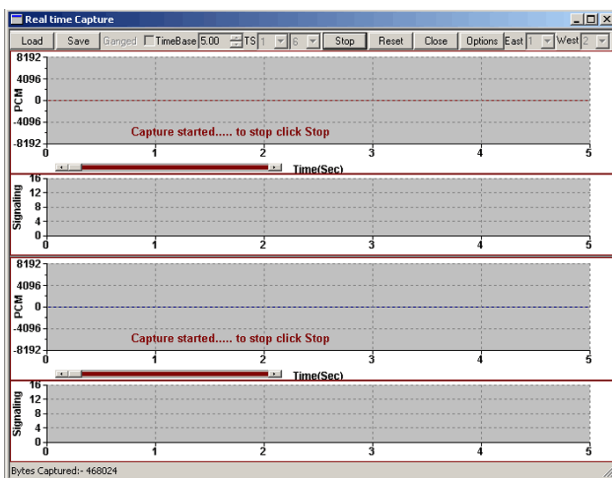 Real time Capture
Load Save Ganged TimeBase 5.00 TS 1 6 Stop Reset Close Options East 1 West 2
8192
4096
0
-4096
-8192
PCM
Capture started..... to stop click Stop
0 1 2 3 4 5
Time(Sec)
16
12
8
4
0
Signaling
0 1 2 3 4 5
8192
4096
0
-4096
-8192
PCM
Capture started..... to stop click Stop
0 1 2 3 4 5
Time(Sec)
16
12
8
4
0
Signaling
0 1 2 3 4 5
Bytes Captured:- 468024